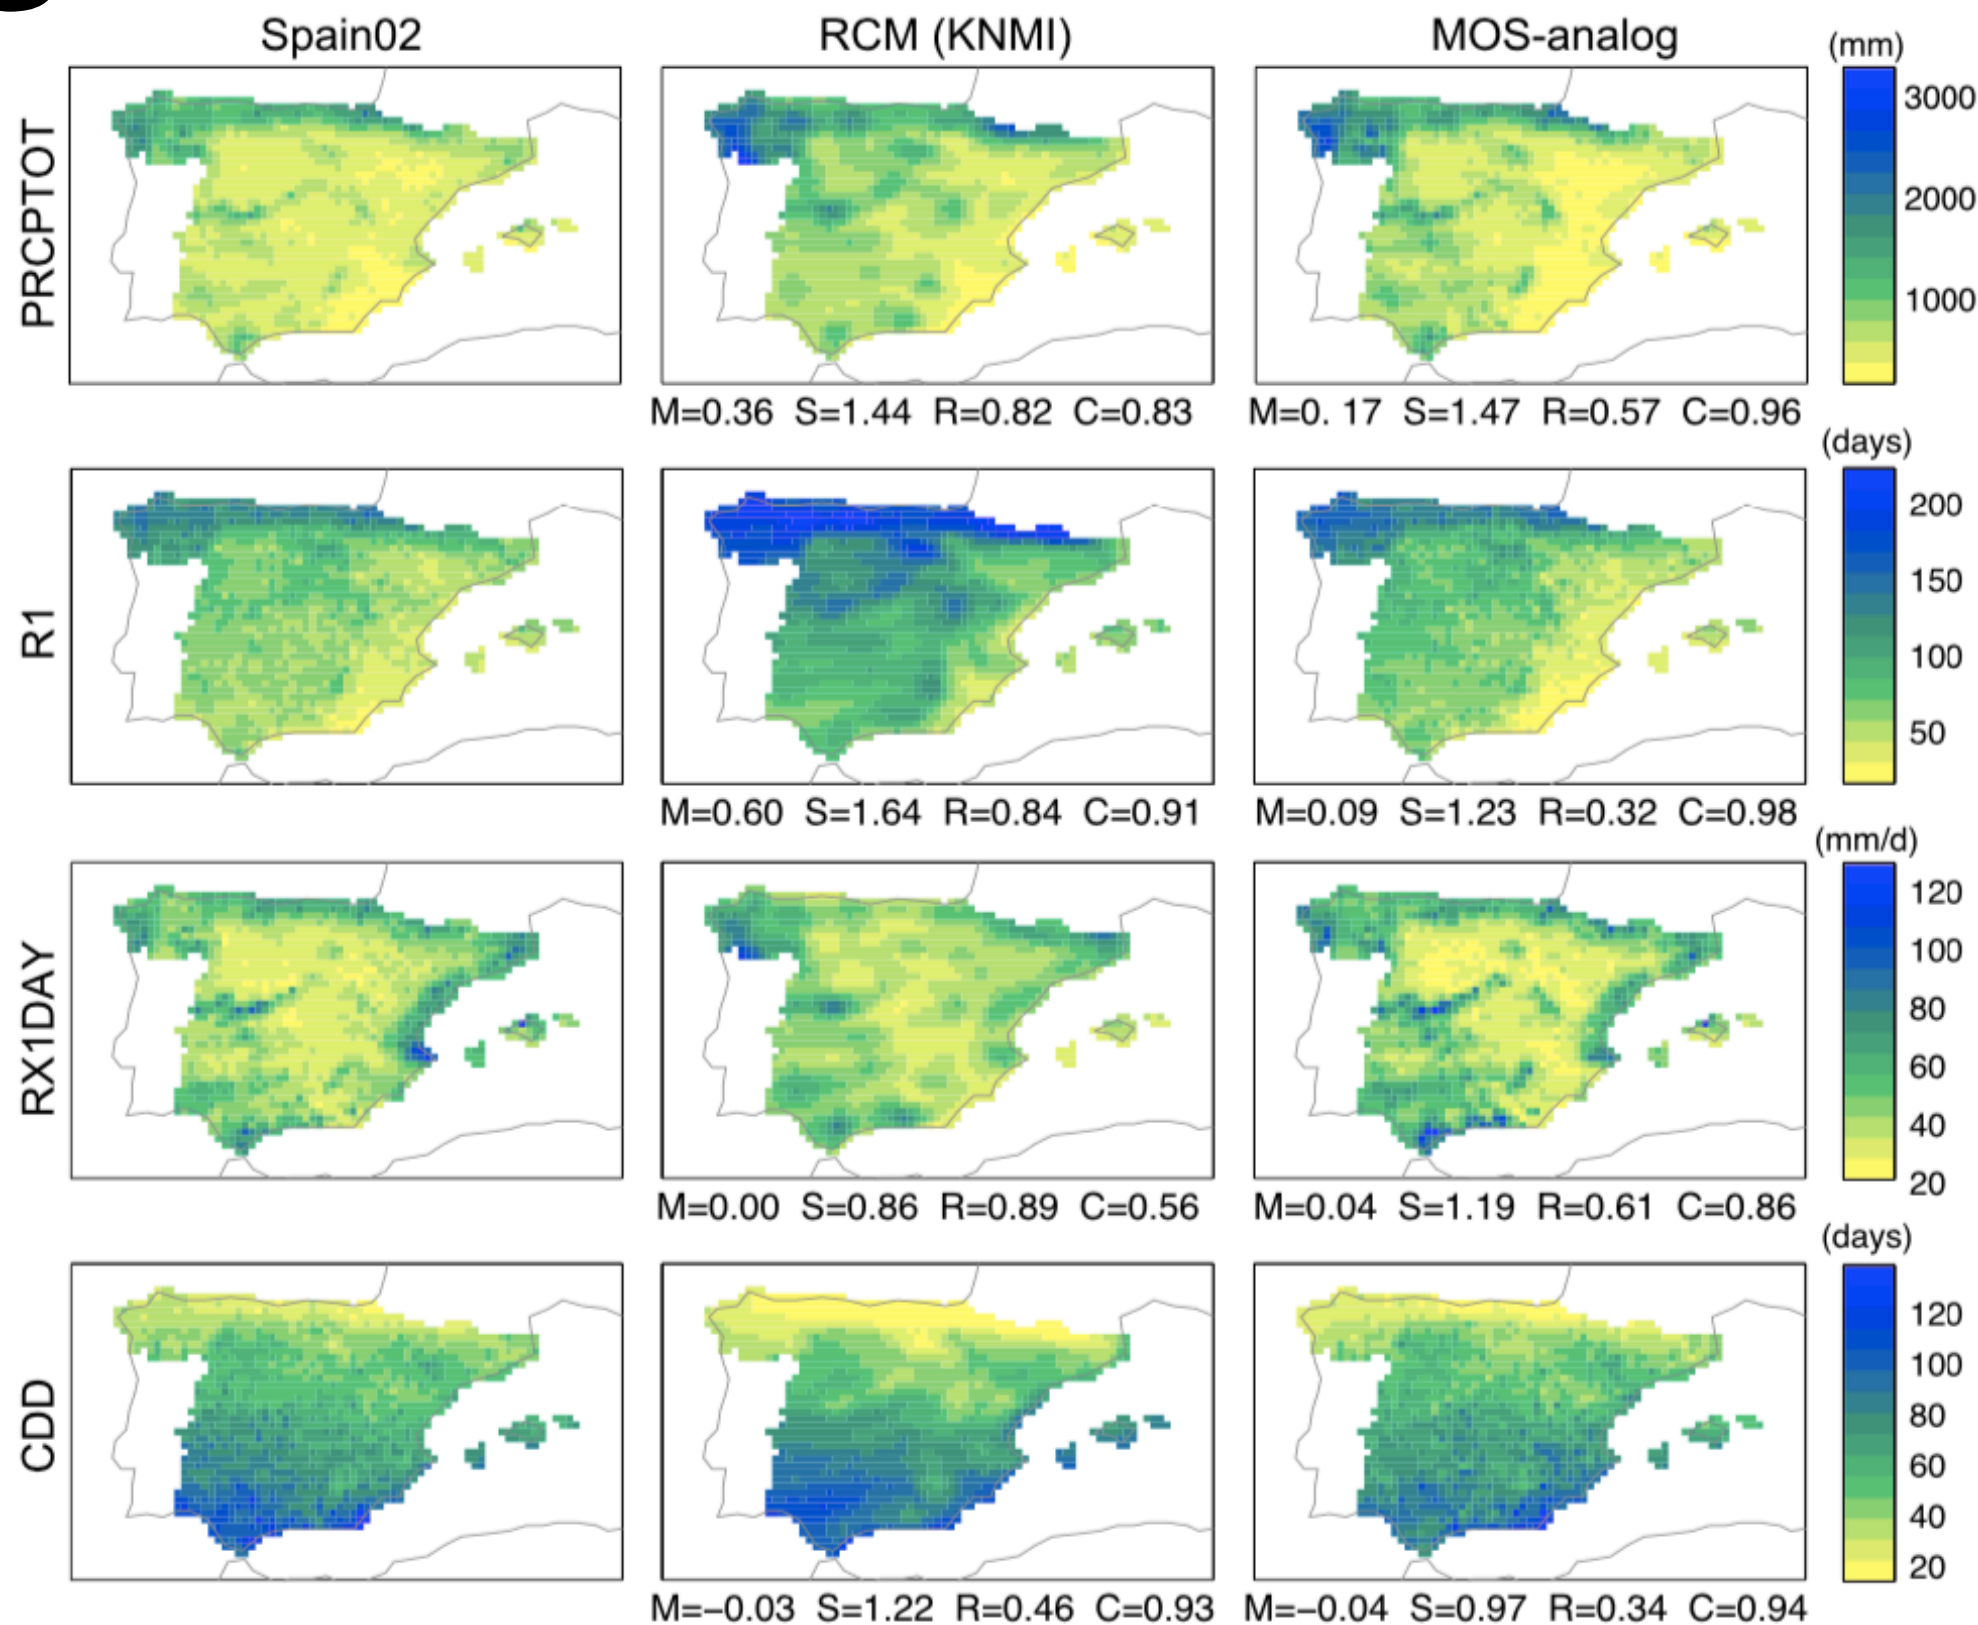 Spain02 RCM (KNMI) MOS-analog (mm)
PRCPTOT
3000
2000
1000
M=0.36 S=1.44 R=0.82 C=0.83 M=0. 17 S=1.47 R=0.57 C=0.96
(days)
R1
200
150
100
50
M=0.60 S=1.64 R=0.84 C=0.91 M=0.09 S=1.23 R=0.32 C=0.98
(mm/d)
RX1DAY
120
100
80
60
40
20
M=0.00 S=0.86 R=0.89 C=0.56 M=0.04 S=1.19 R=0.61 C=0.86
(days)
CDD
120
100
80
60
40
20
M=−0.03 S=1.22 R=0.46 C=0.93 M=−0.04 S=0.97 R=0.34 C=0.94